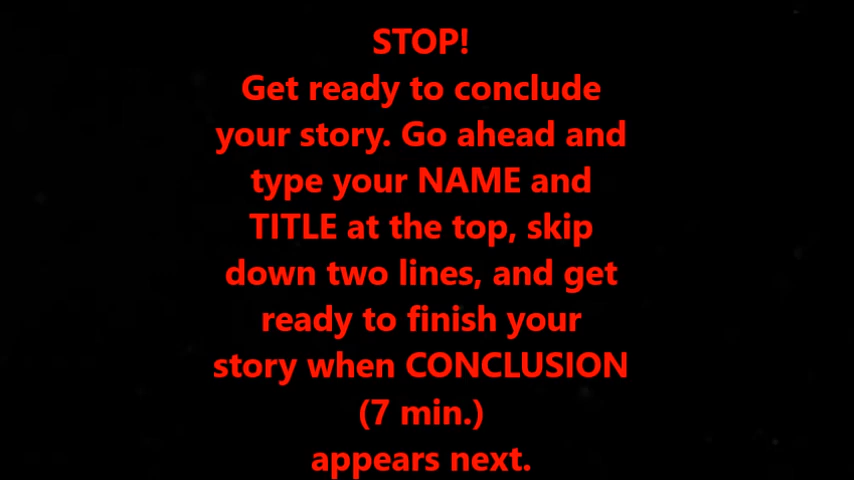 STOP!
Get ready to conclude
your story. Go ahead and
type your NAME and
TITLE at the top, skip
down two lines, and get
ready to finish your
story when CONCLUSION
(7 min.)
appears next.